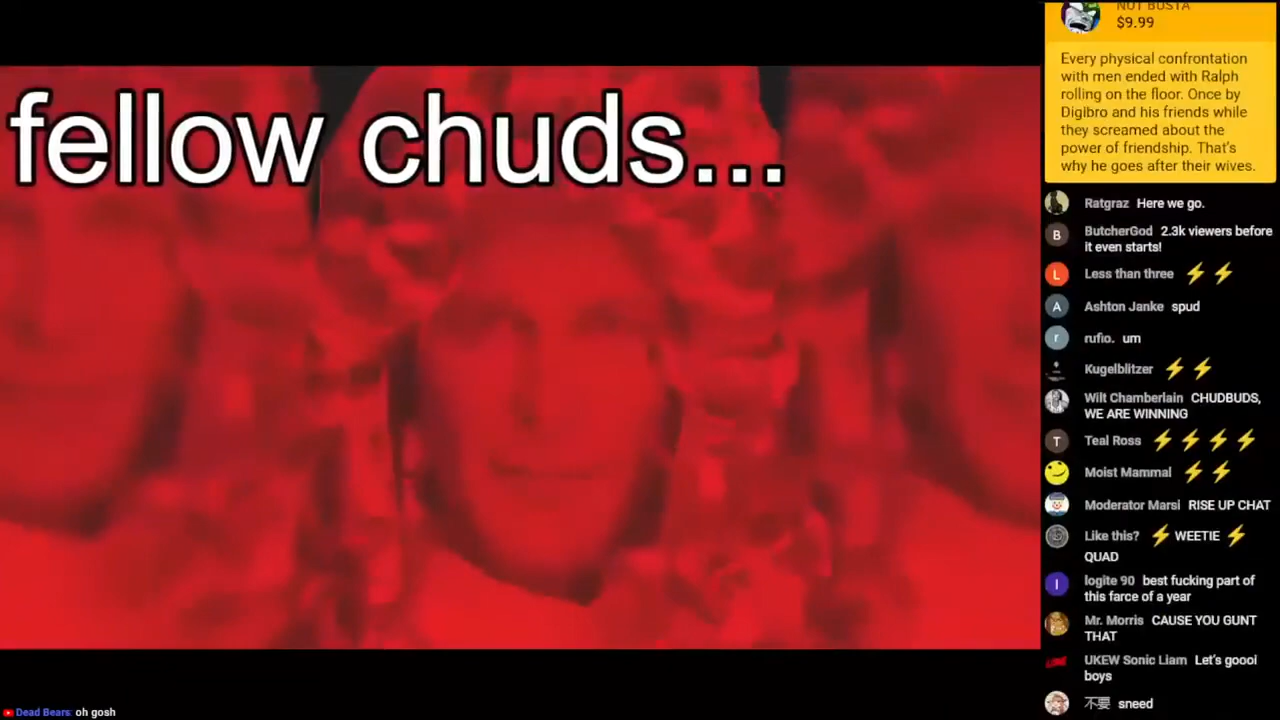 fellow chuds...
NUT BUSTA
$9.99
Every physical confrontation
with men ended with Ralph
rolling on the floor. Once by
Digibro and his friends while
they screamed about the
power of friendship. That's
why he goes after their wives.
Ratgraz Here we go.
ButcherGod 2.3k viewers before
it even starts!
Less than three ⚡ ⚡
Ashton Janke spud
rufio. um
Kugelblitzer ⚡ ⚡
Wilt Chamberlain CHUDBUDS,
WE ARE WINNING
Teal Ross ⚡ ⚡ ⚡ ⚡
Moist Mammal ⚡ ⚡
Moderator Marsi RISE UP CHAT
Like this? ⚡ WEETIE ⚡
QUAD
logite 90 best fucking part of
this farce of a year
Mr. Morris CAUSE YOU GUNT
THAT
UKEW Sonic Liam Let's goooi
boys
不要 sneed
Dead Bears: oh gosh